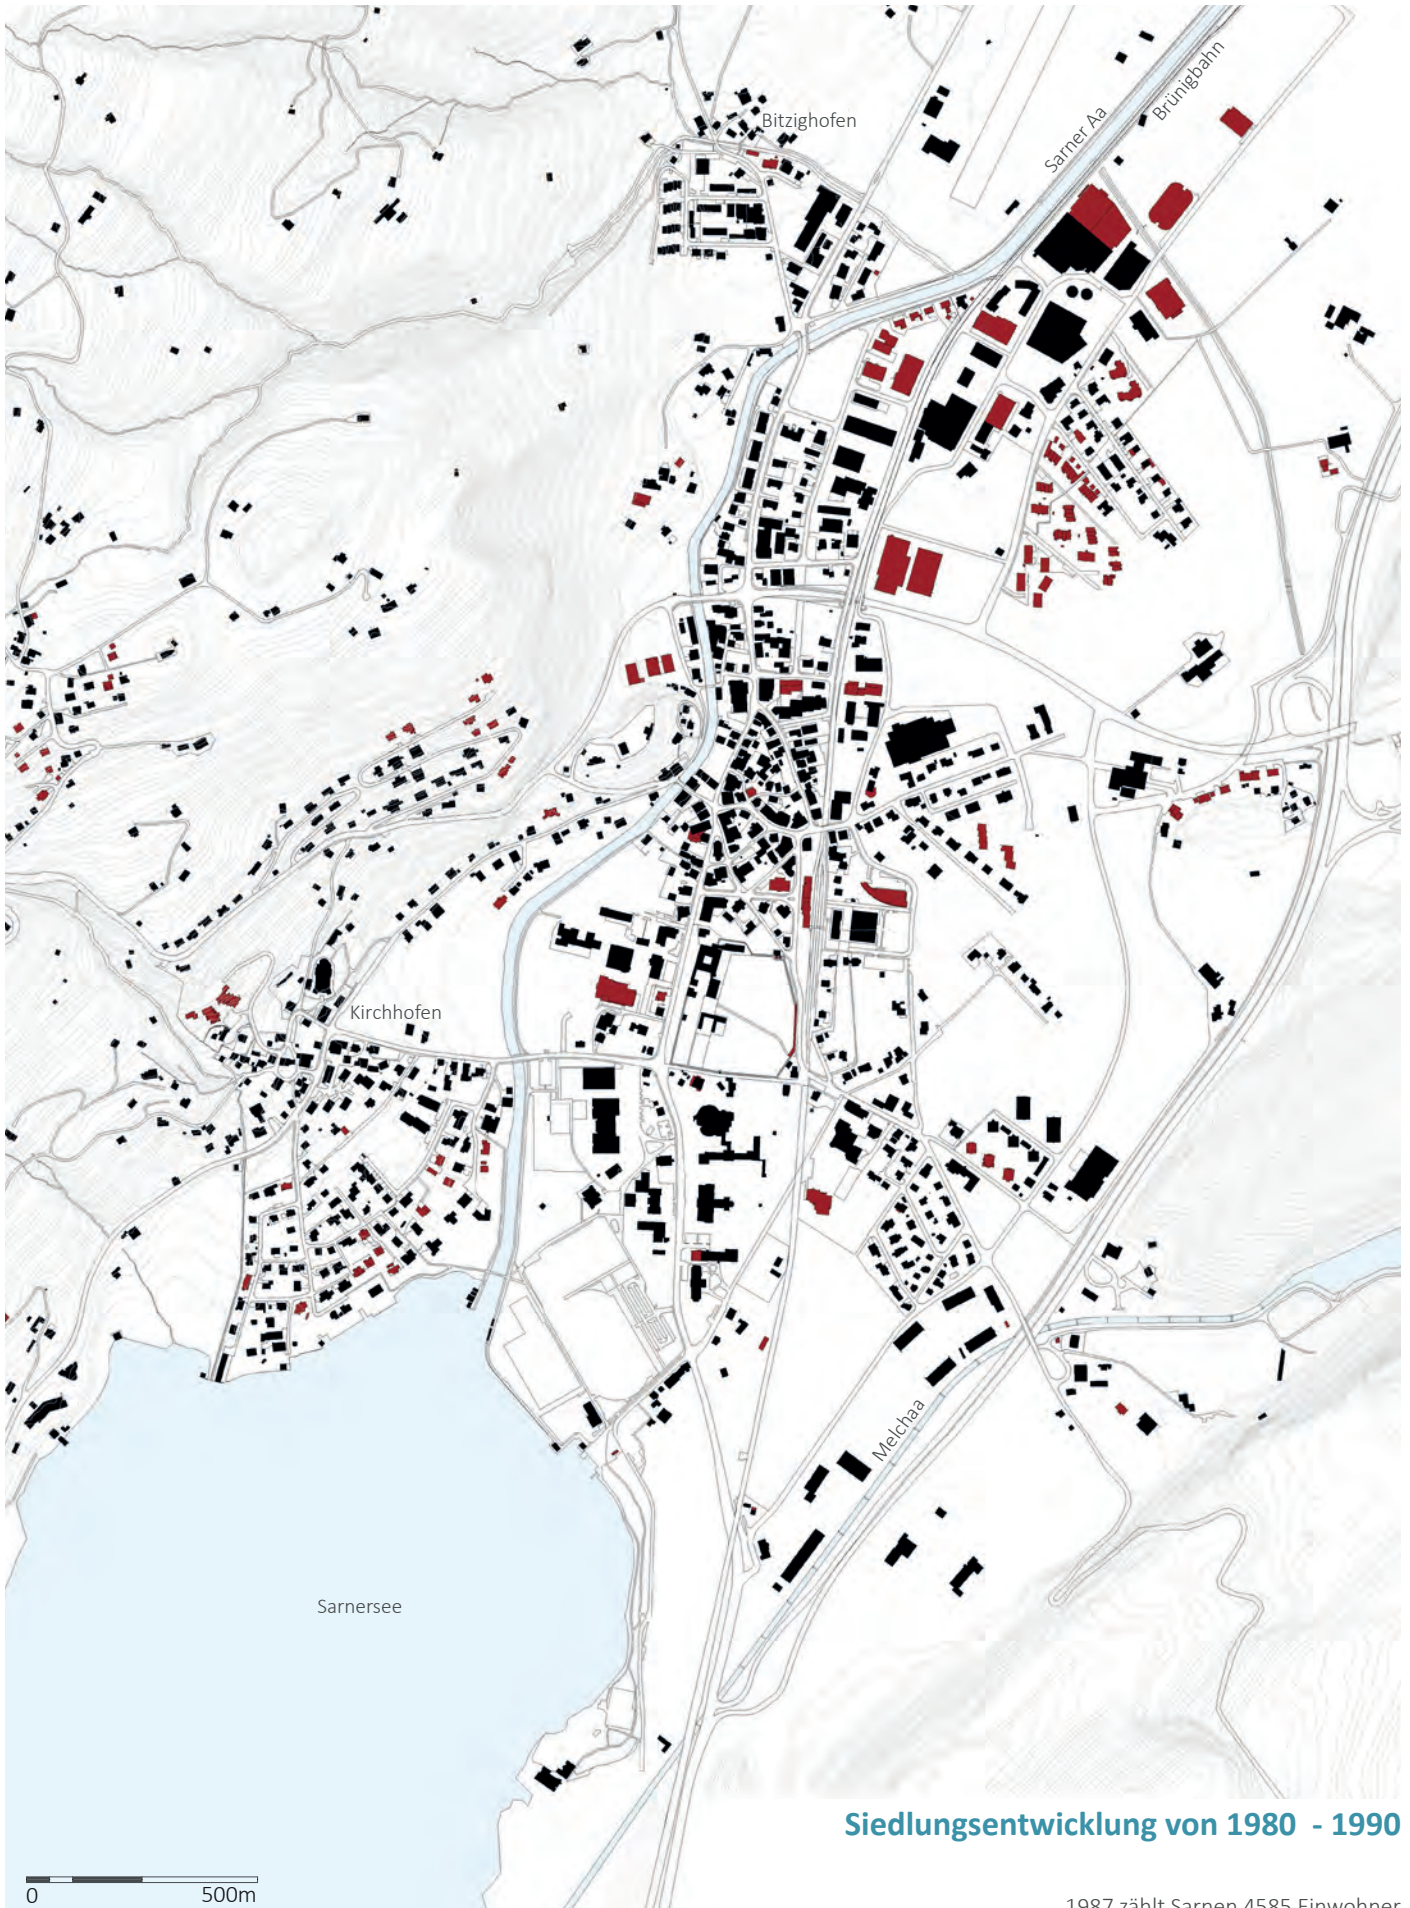 Bitzighofen
Sarner Aa
Brünigbahn
Kirchhofen
Melchaa
Sarnersee
Siedlungsentwicklung von 1980 - 1990
0 500m
1987 zählt Sarnen 4585 Einwohner